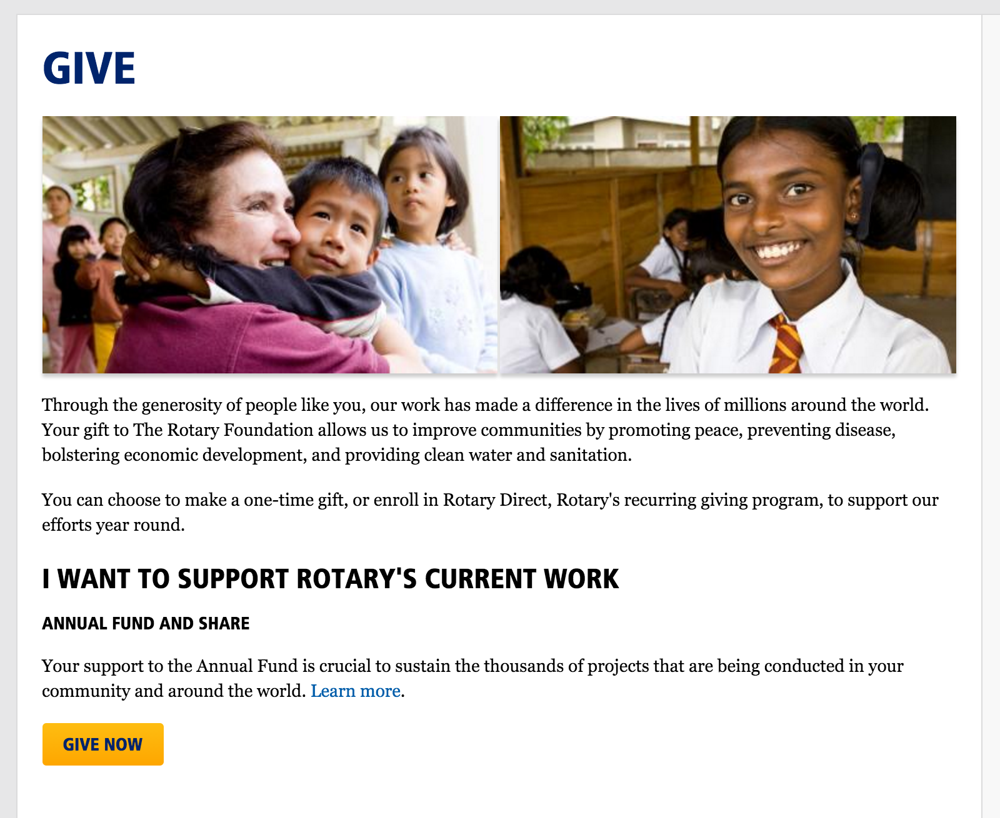 GIVE
Through the generosity of people like you, our work has made a difference in the lives of millions around the world.
Your gift to The Rotary Foundation allows us to improve communities by promoting peace, preventing disease,
bolstering economic development, and providing clean water and sanitation.
You can choose to make a one-time gift, or enroll in Rotary Direct, Rotary's recurring giving program, to support our
efforts year round.
I WANT TO SUPPORT ROTARY'S CURRENT WORK
ANNUAL FUND AND SHARE
Your support to the Annual Fund is crucial to sustain the thousands of projects that are being conducted in your
community and around the world. Learn more.
GIVE NOW